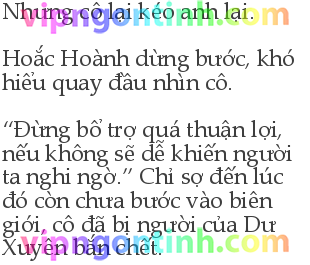 Nhưng cô lại kéo anh lại.
Hoắc Hoành dừng bước, khó
hiểu quay đầu nhìn cô.
“Đừng bổ trợ quá thuận lợi,
nếu không sẽ dễ khiến người
ta nghi ngờ.” Chỉ sợ đến lúc
vipngontinh.com
đó còn chưa bước vào biên
giới, cô đã bị người của Dư
Xuyên bắn chết.
vipngontinh.com